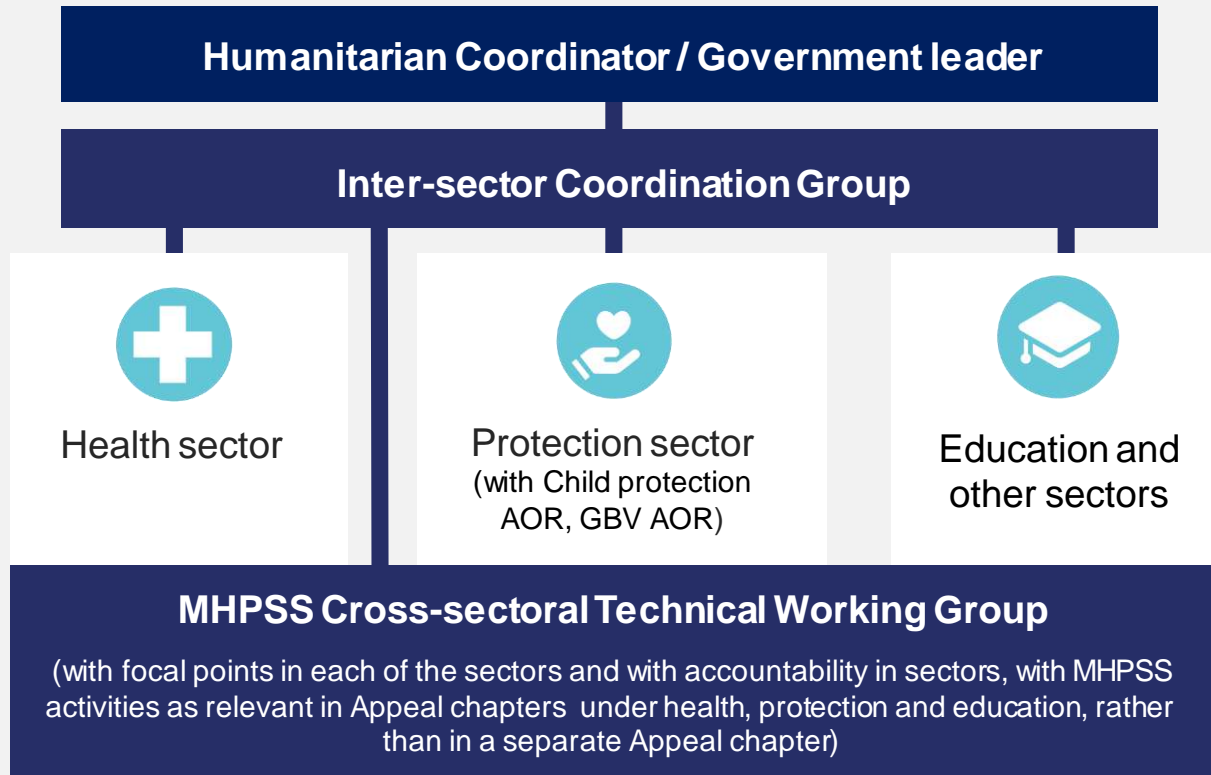 Humanitarian Coordinator / Government leader
Inter-sector Coordination Group
Health sector
Protection sector
(with Child protection
AOR, GBV AOR)
Education and
other sectors
MHPSS Cross-sectoral Technical Working Group
(with focal points in each of the sectors and with accountability in sectors, with MHPSS
activities as relevant in Appeal chapters under health, protection and education, rather
than in a separate Appeal chapter)